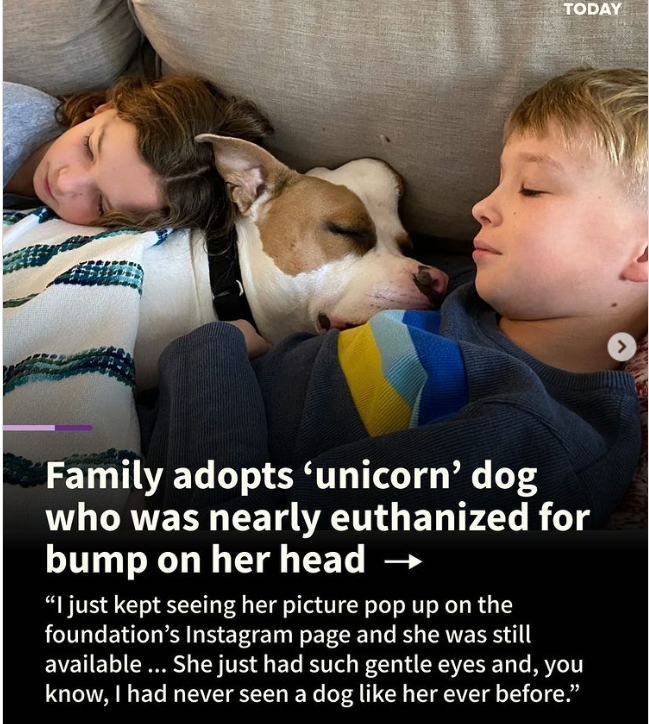 TODAY
Family adopts ‘unicorn’ dog
who was nearly euthanized for
bump on her head →
“I just kept seeing her picture pop up on the
foundation’s Instagram page and she was still
available ... She just had such gentle eyes and, you
know, I had never seen a dog like her ever before.”